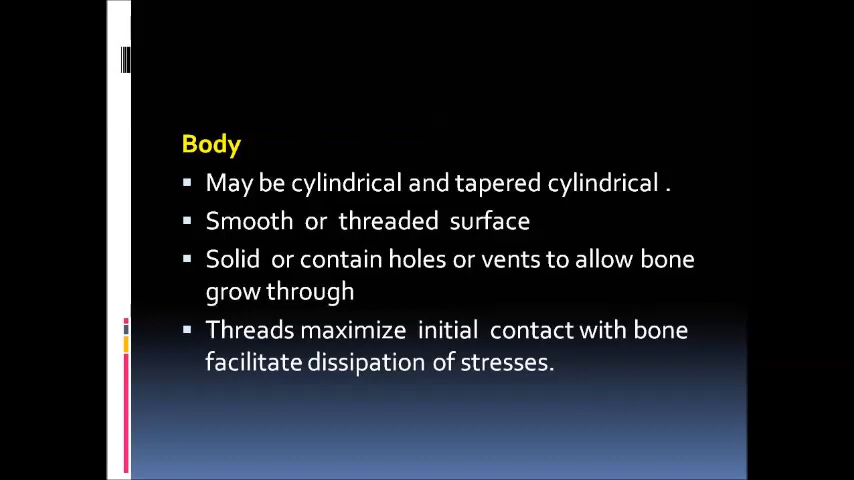 Body
▪ May be cylindrical and tapered cylindrical .
▪ Smooth or threaded surface
▪ Solid or contain holes or vents to allow bone
grow through
▪ Threads maximize initial contact with bone
facilitate dissipation of stresses.